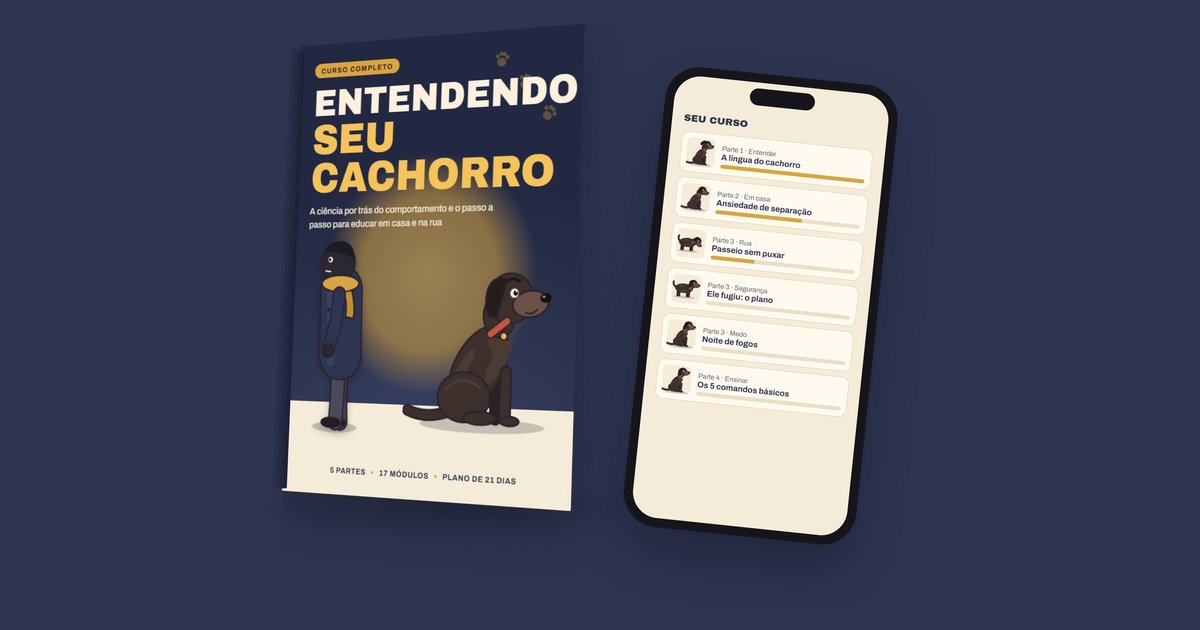 CURSO COMPLETO
ENTENDENDO
SEU
CACHORRO
A ciência por trás do comportamento e o passo a
passo para educar em casa e na rua
5 PARTES • 17 MÓDULOS • PLANO DE 21 DIAS
SEU CURSO
Parte 1 · Entender
A língua do cachorro
Parte 2 · Em casa
Ansiedade de separação
Parte 3 · Rua
Passeio sem puxar
Parte 3 · Segurança
Ele fugiu: o plano
Parte 3 · Medo
Noite de fogos
Parte 4 · Ensinar
Os 5 comandos básicos